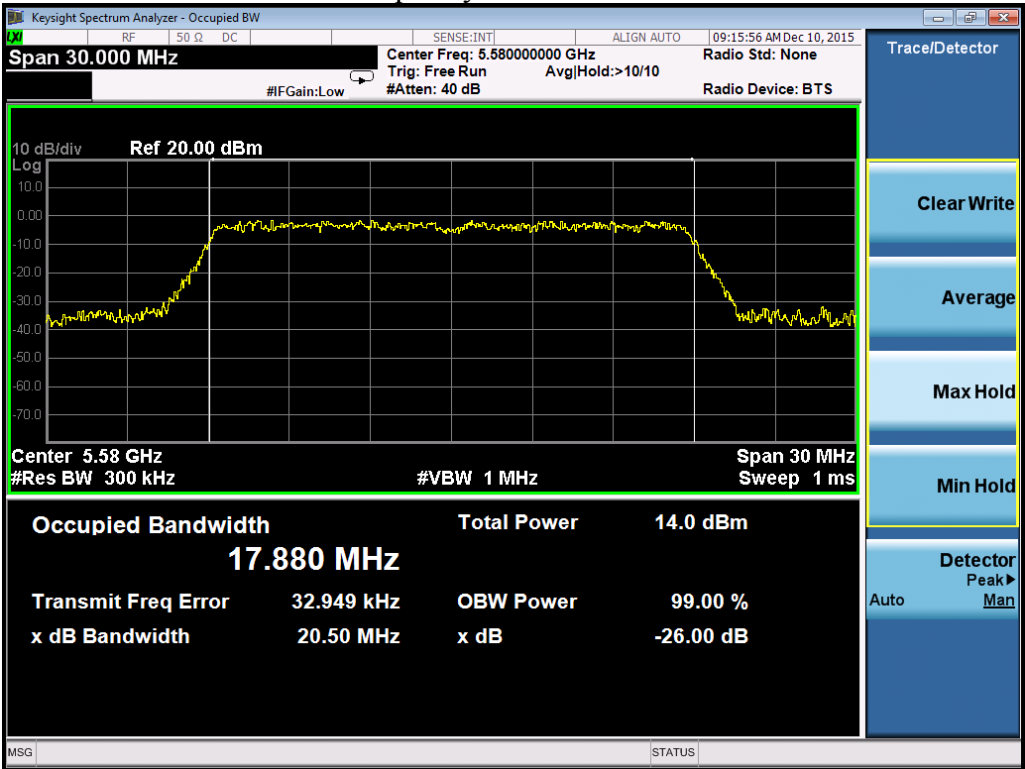 Keysight Spectrum Analyzer - Occupied BW
LXI RF 50 Ω DC SENSE:INT ALIGN AUTO 09:15:56 AM Dec 10, 2015
Span 30.000 MHz
Center Freq: 5.580000000 GHz Radio Std: None
Trig: Free Run Avg|Hold:>10/10
#IFGain:Low #Atten: 40 dB Radio Device: BTS
10 dB/div Ref 20.00 dBm
Log
10.0
0.00
-10.0
-20.0
-30.0
-40.0
-50.0
-60.0
-70.0
Center 5.58 GHz Span 30 MHz
#Res BW 300 kHz #VBW 1 MHz Sweep 1 ms
Occupied Bandwidth Total Power 14.0 dBm
17.880 MHz
Transmit Freq Error 32.949 kHz OBW Power 99.00 %
x dB Bandwidth 20.50 MHz x dB -26.00 dB
MSG STATUS
Trace/Detector
Clear Write
Average
Max Hold
Min Hold
Detector
Peak▶
Auto Man